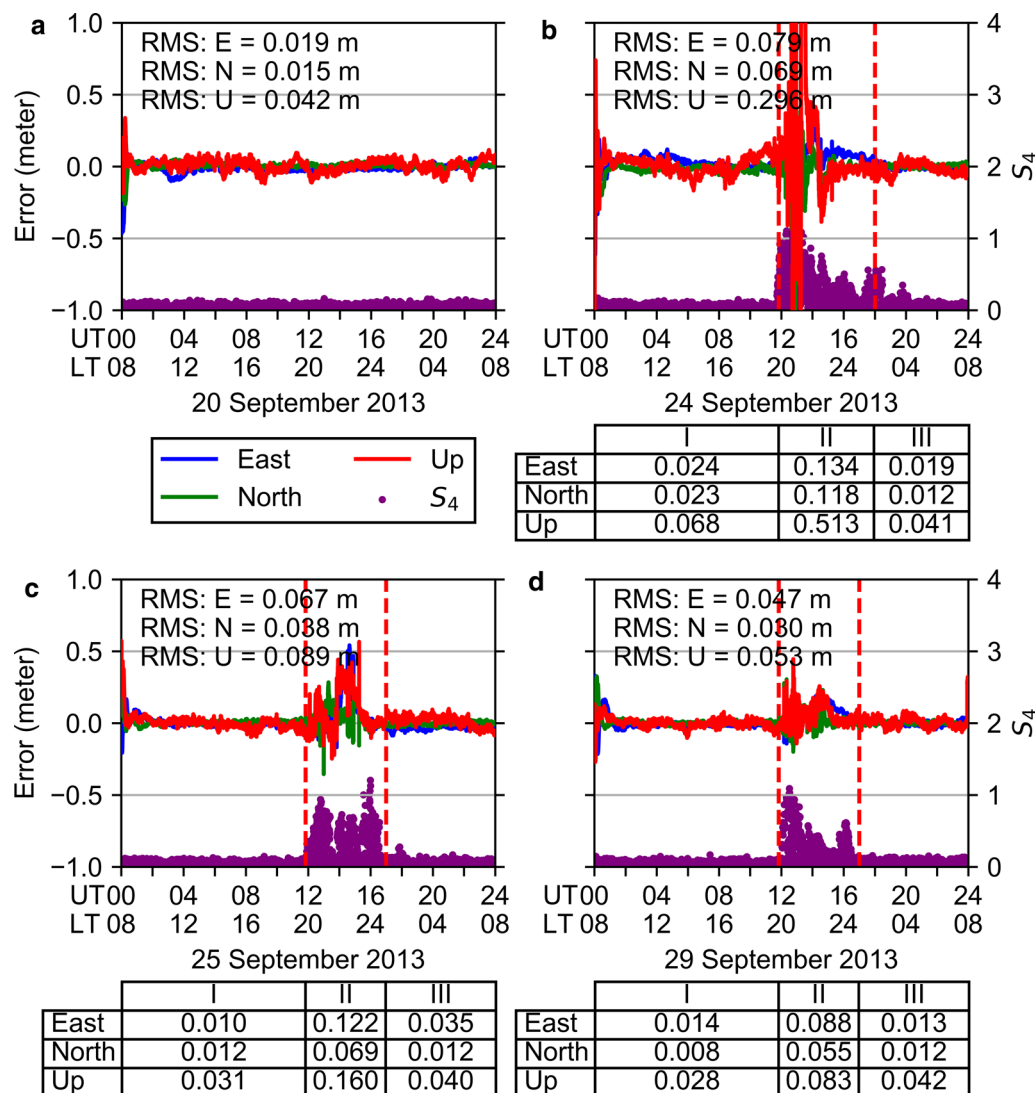 a
RMS: E = 0.019 m
RMS: N = 0.015 m
RMS: U = 0.042 m
Error (meter)
1.0
0.5
0.0
−0.5
−1.0
UT 00 04 08 12 16 20 24
LT 08 12 16 20 24 04 08
20 September 2013
b
RMS: E = 0.079 m
RMS: N = 0.069 m
RMS: U = 0.296 m
4
3
2
1
0
S4
00 04 08 12 16 20 24
08 12 16 20 24 04 08
24 September 2013
East
North
Up
S4
I II III
East 0.024 0.134 0.019
North 0.023 0.118 0.012
Up 0.068 0.513 0.041
c
RMS: E = 0.067 m
RMS: N = 0.038 m
RMS: U = 0.089 m
Error (meter)
1.0
0.5
0.0
−0.5
−1.0
UT 00 04 08 12 16 20 24
LT 08 12 16 20 24 04 08
25 September 2013
I II III
East 0.010 0.122 0.035
North 0.012 0.069 0.012
Up 0.031 0.160 0.040
d
RMS: E = 0.047 m
RMS: N = 0.030 m
RMS: U = 0.053 m
4
3
2
1
0
S4
UT 00 04 08 12 16 20 24
LT 08 12 16 20 24 04 08
29 September 2013
I II III
East 0.014 0.088 0.013
North 0.008 0.055 0.012
Up 0.028 0.083 0.042